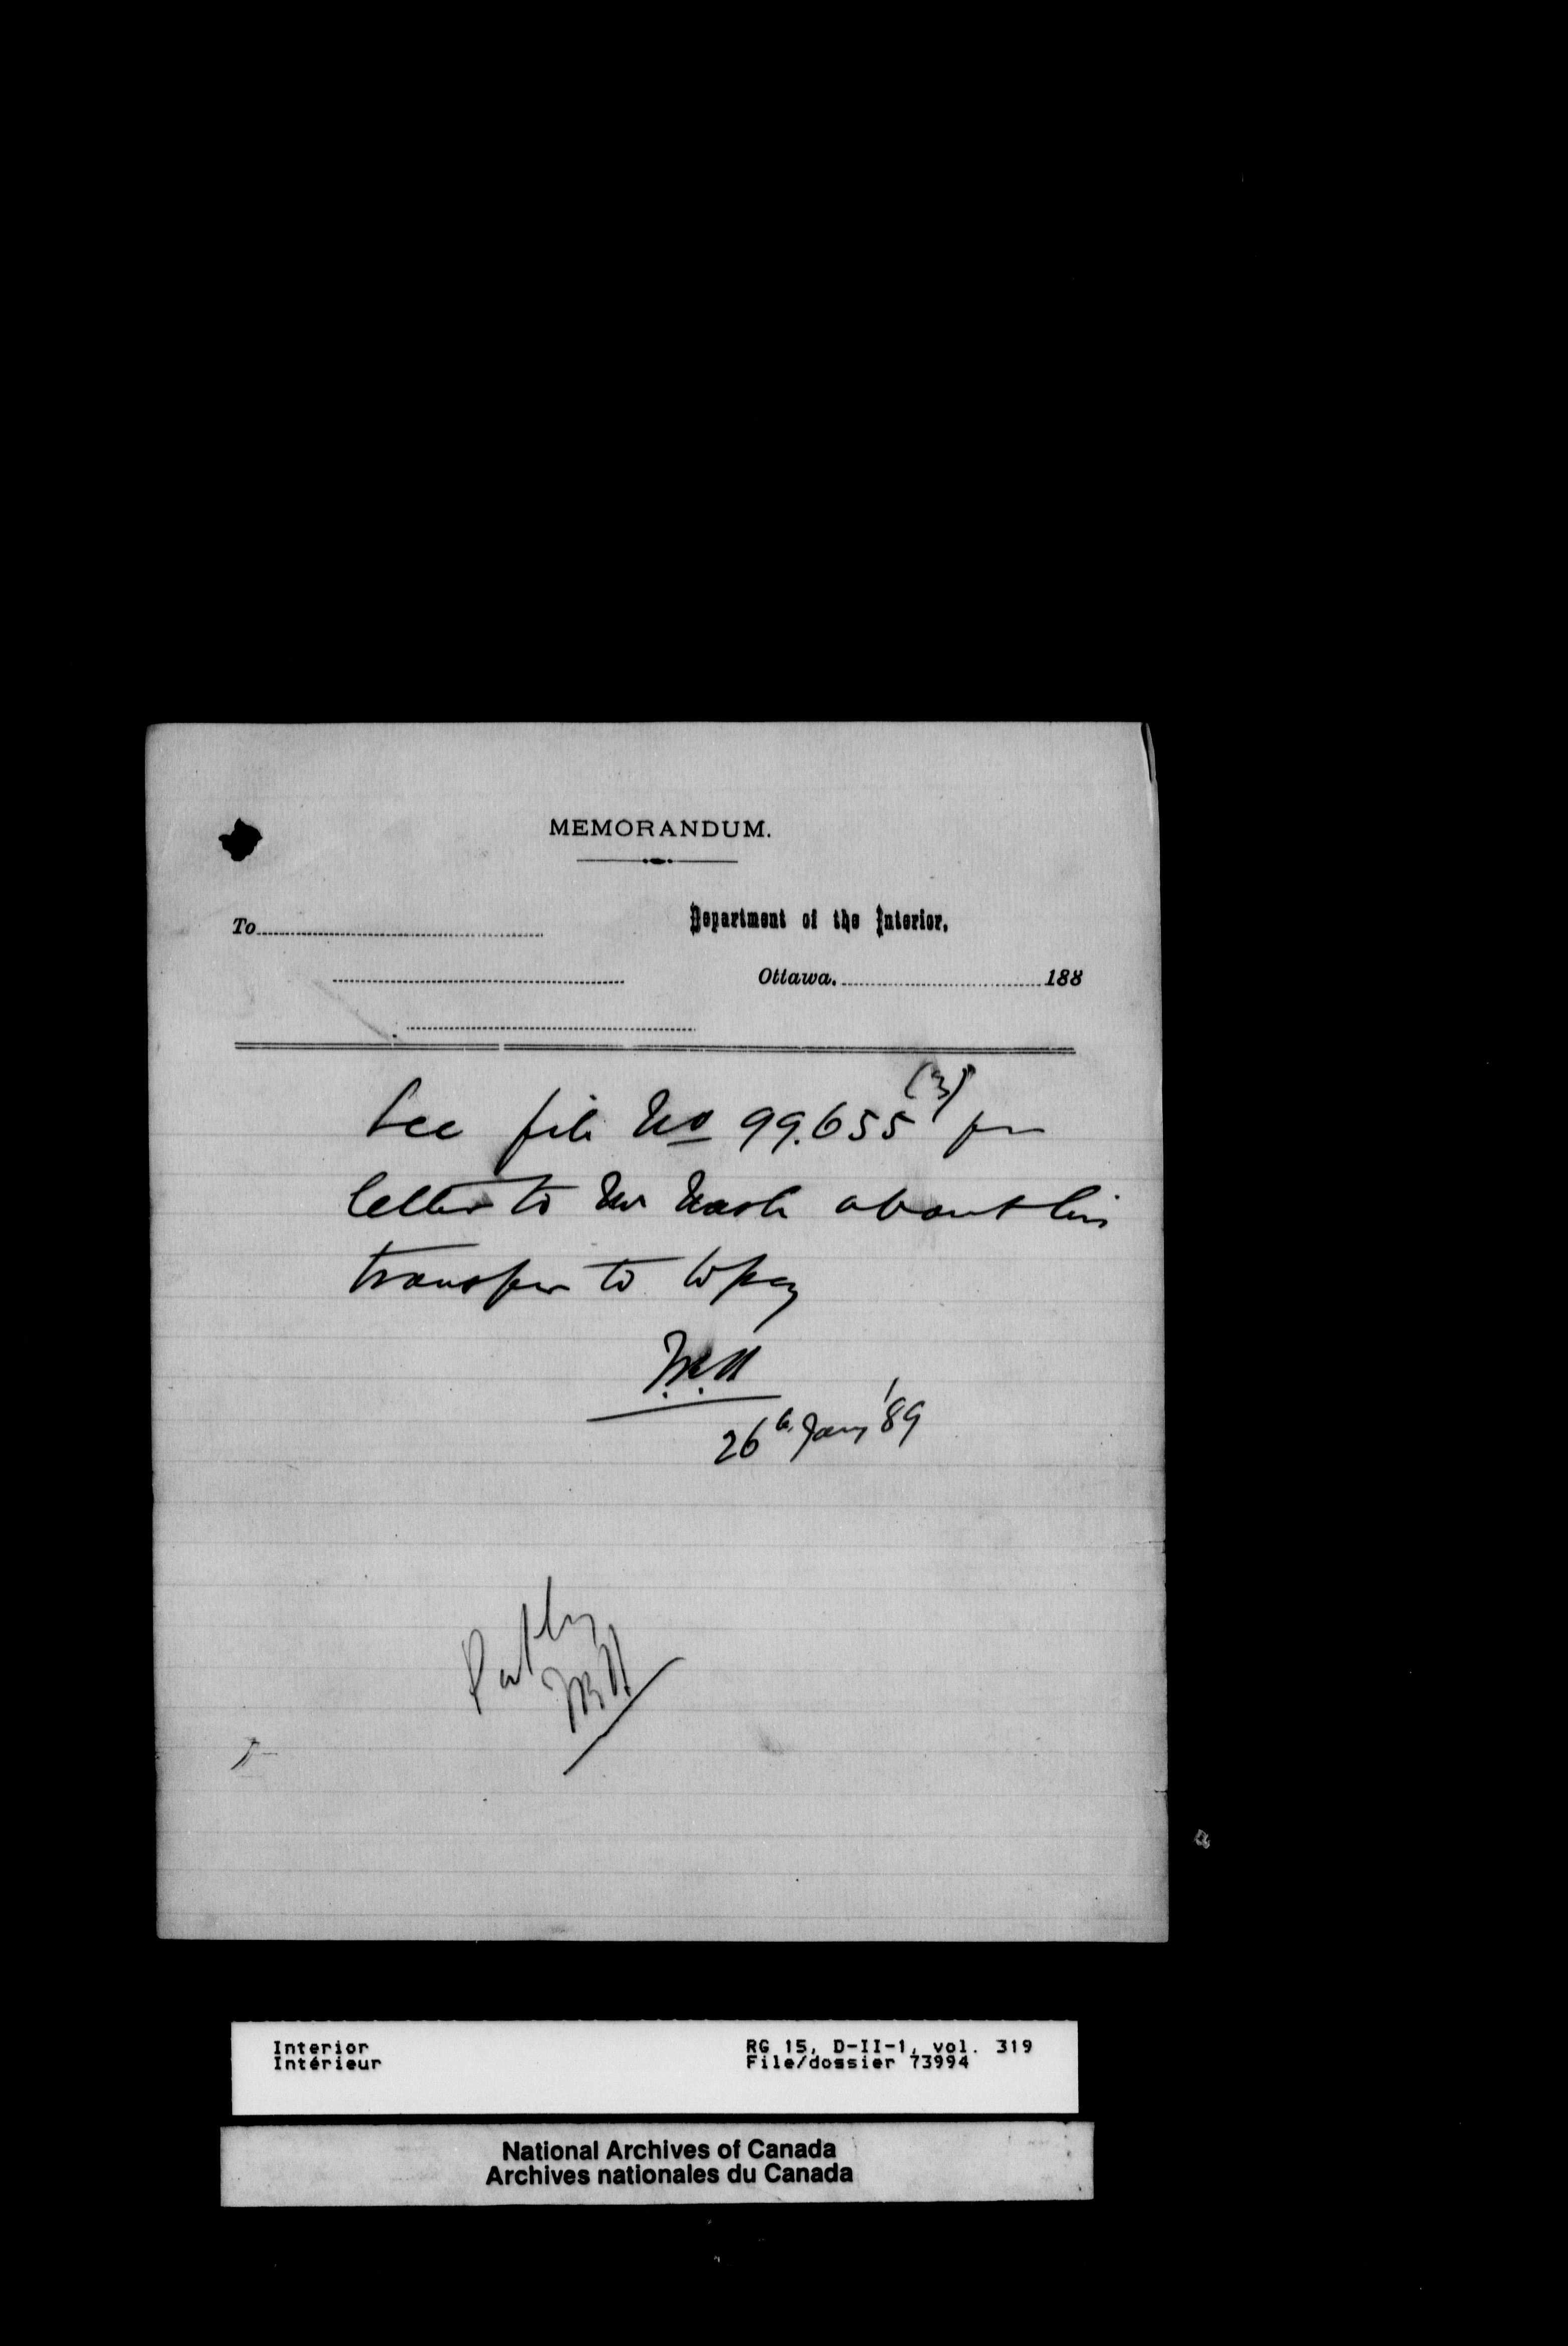 MEMORANDUM.
To
Department of the Interior,
Ottawa, 188
See file No 99.655 (3) for
letter to Mr Nash about his
transfer to Wpeg
26th Jany '89
Interior
Intérieur
RG 15, D-II-1, vol. 319
File/dossier 73994
National Archives of Canada
Archives nationales du Canada